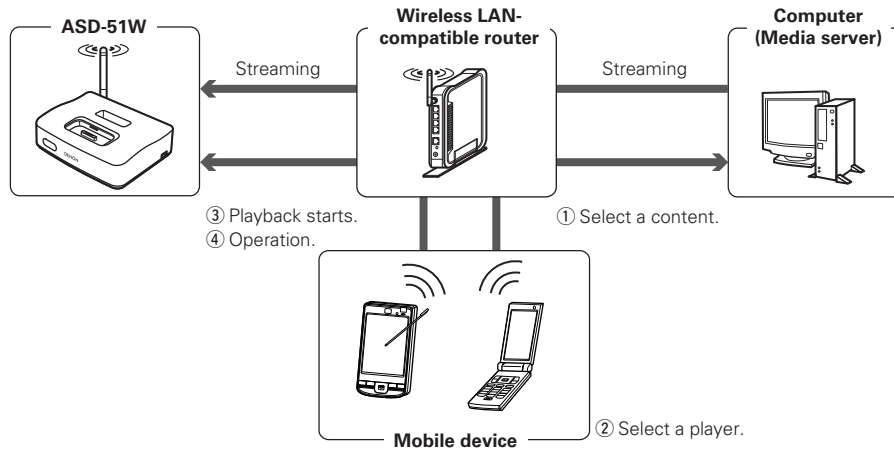 ASD-51W
Wireless LAN-
compatible router
Computer
(Media server)
Streaming
Streaming
DENON
③ Playback starts.
④ Operation.
① Select a content.
② Select a player.
Mobile device